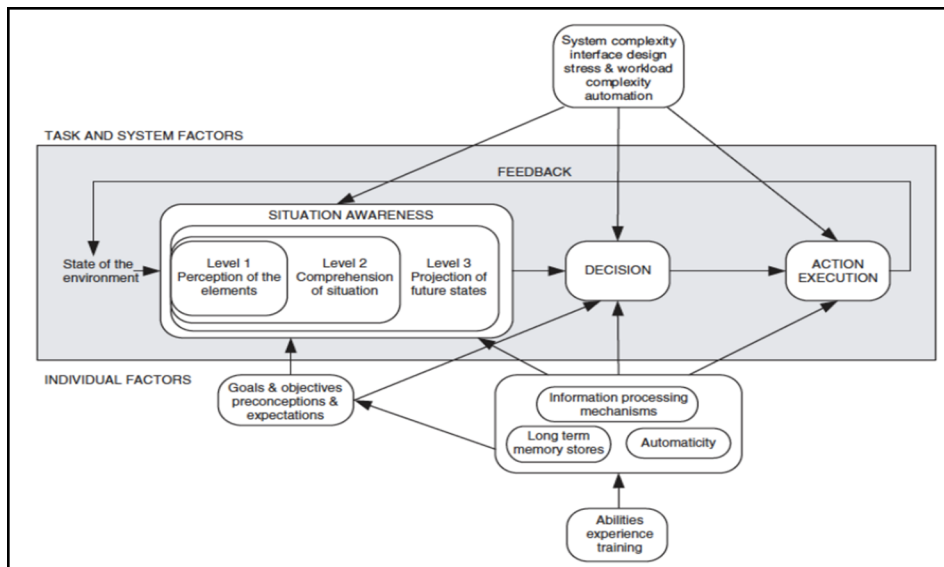 System complexity
interface design
stress & workload
complexity
automation
TASK AND SYSTEM FACTORS
FEEDBACK
SITUATION AWARENESS
State of the
environment
Level 1
Perception of the
elements
Level 2
Comprehension
of situation
Level 3
Projection of
future states
DECISION
ACTION
EXECUTION
INDIVIDUAL FACTORS
Goals & objectives
preconceptions &
expectations
Information processing
mechanisms
Long term
memory stores
Automaticity
Abilities
experience
training